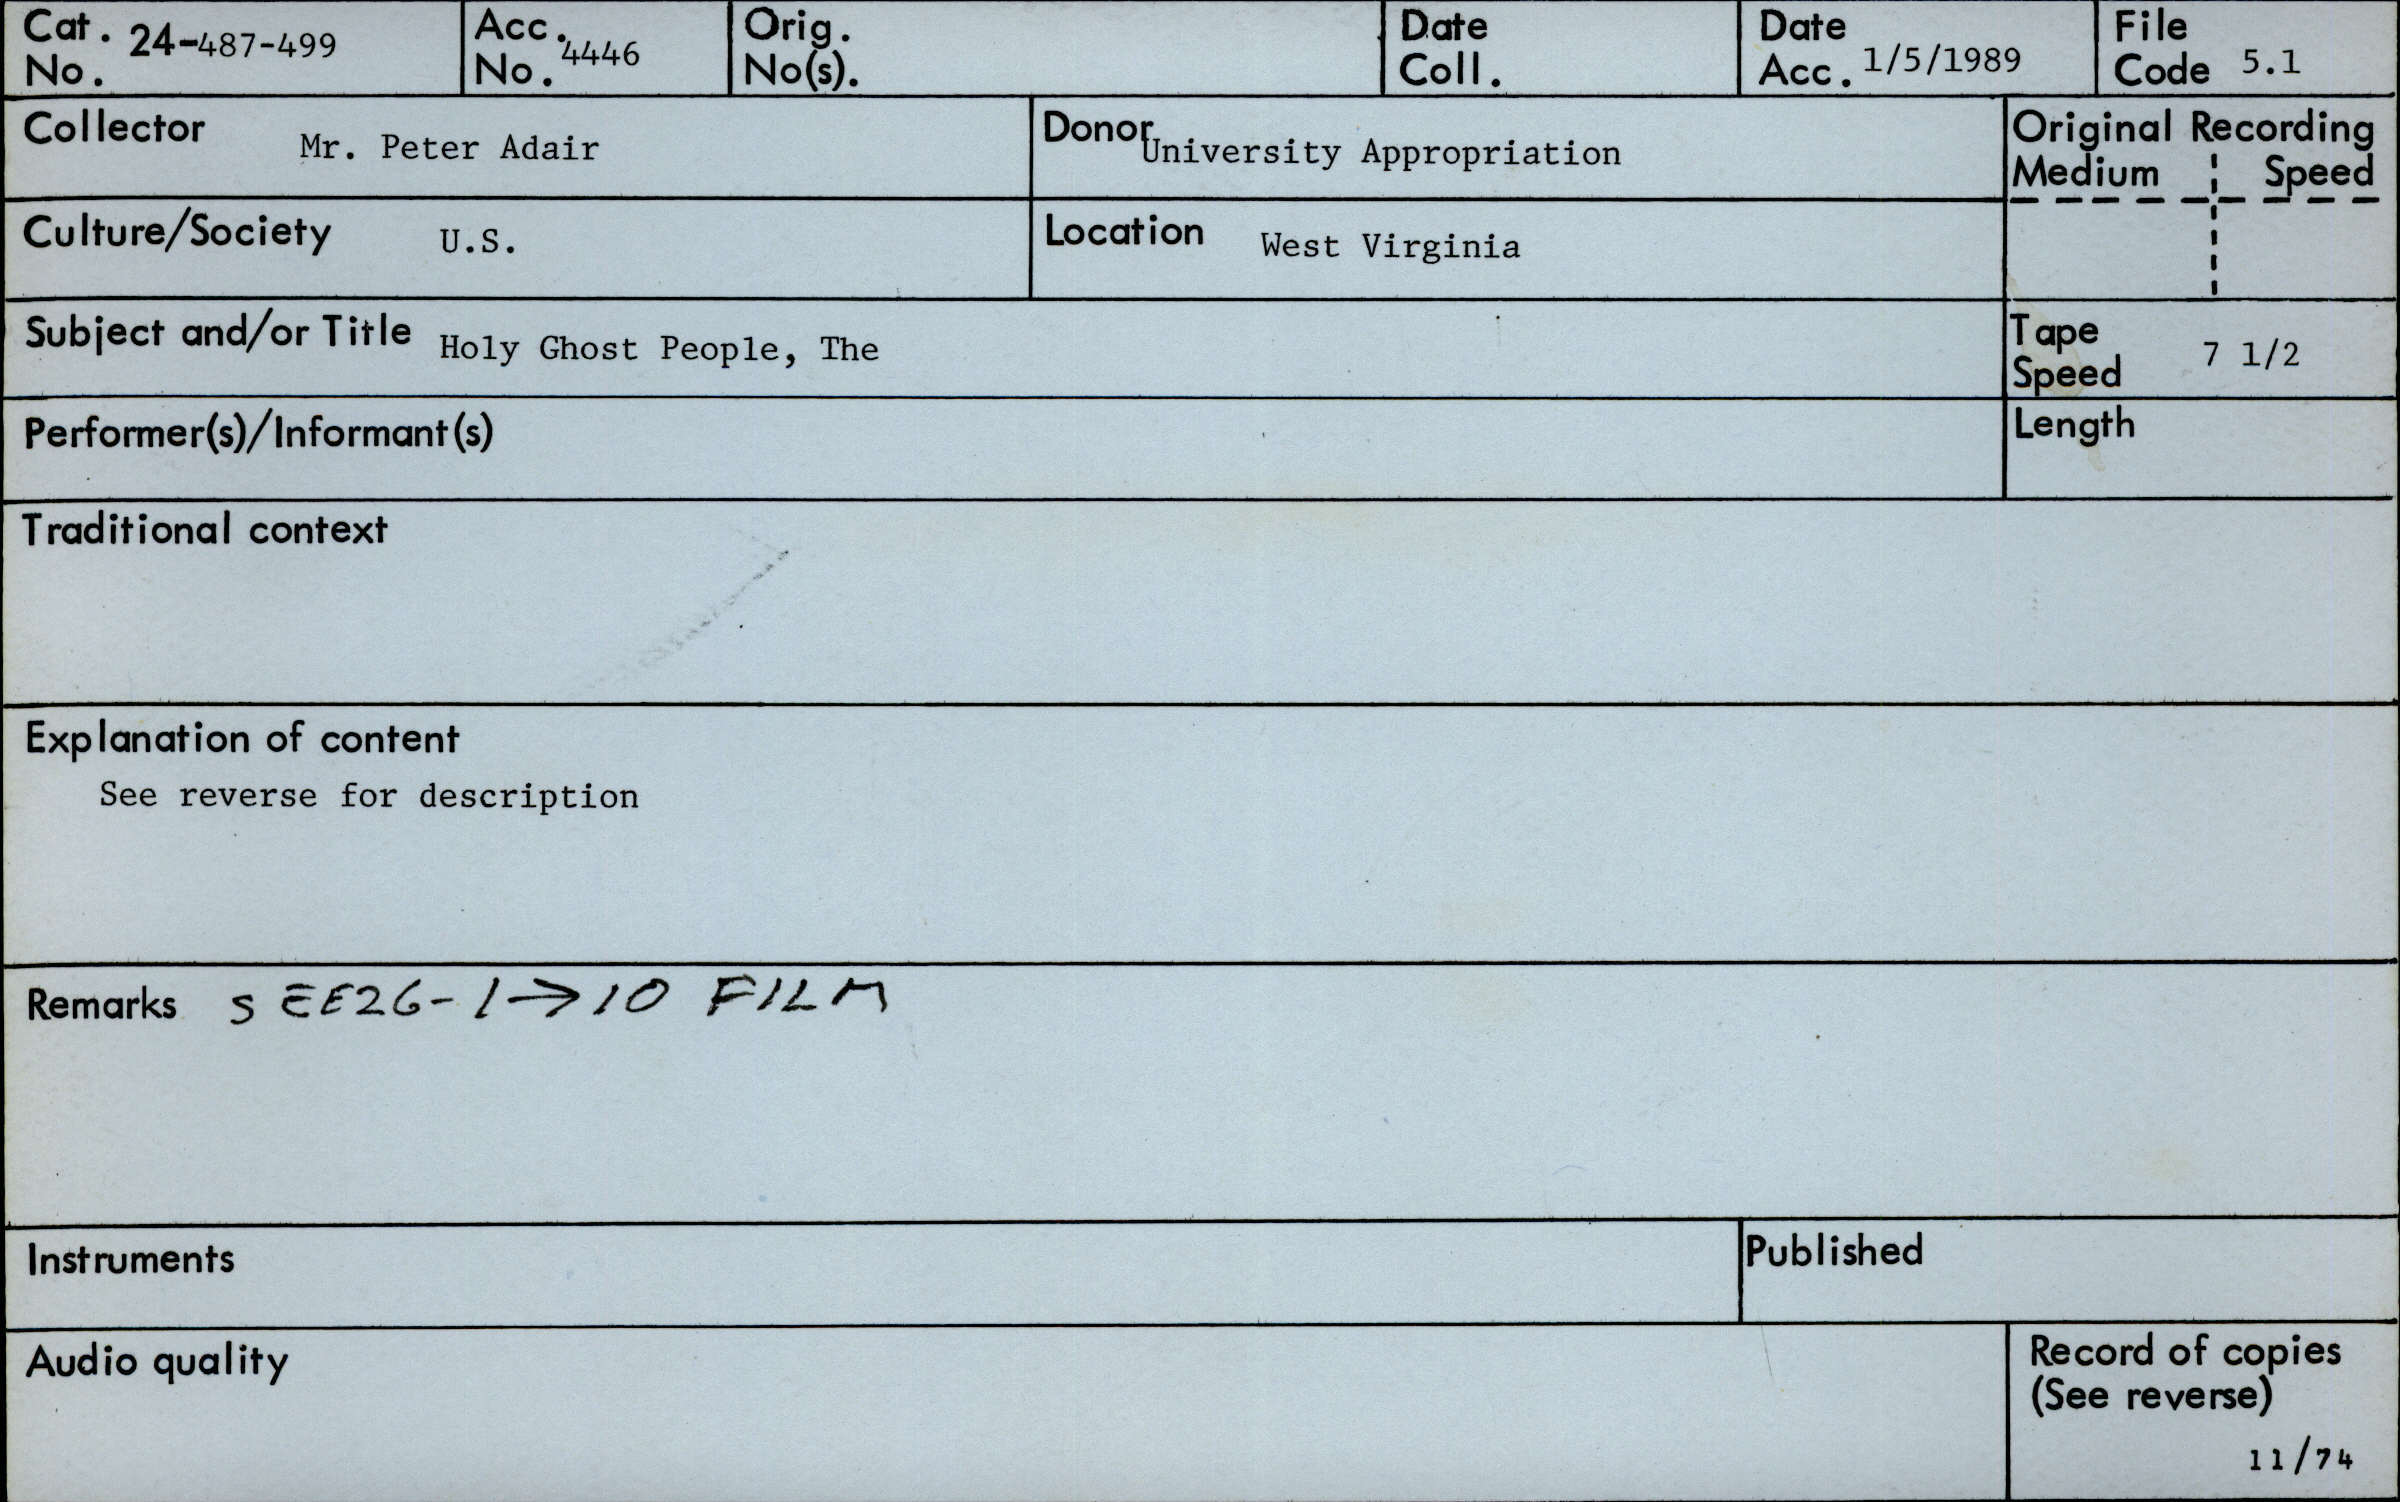 Cat. No. 24-487-499
Acc. No. 4446
Orig. No(s).
Date Coll.
Date Acc. 1/5/1989
File Code 5.1
Collector Mr. Peter Adair
Donor University Appropriation
Original Recording
Medium Speed
Culture/Society U.S.
Location West Virginia
Subject and/or Title Holy Ghost People, The
Tape Speed 7 1/2
Performer(s)/Informant(s)
Length
Traditional context
Explanation of content
See reverse for description
Remarks SEE26-1→10 FILM
Instruments
Published
Audio quality
Record of copies
(See reverse)
11/74